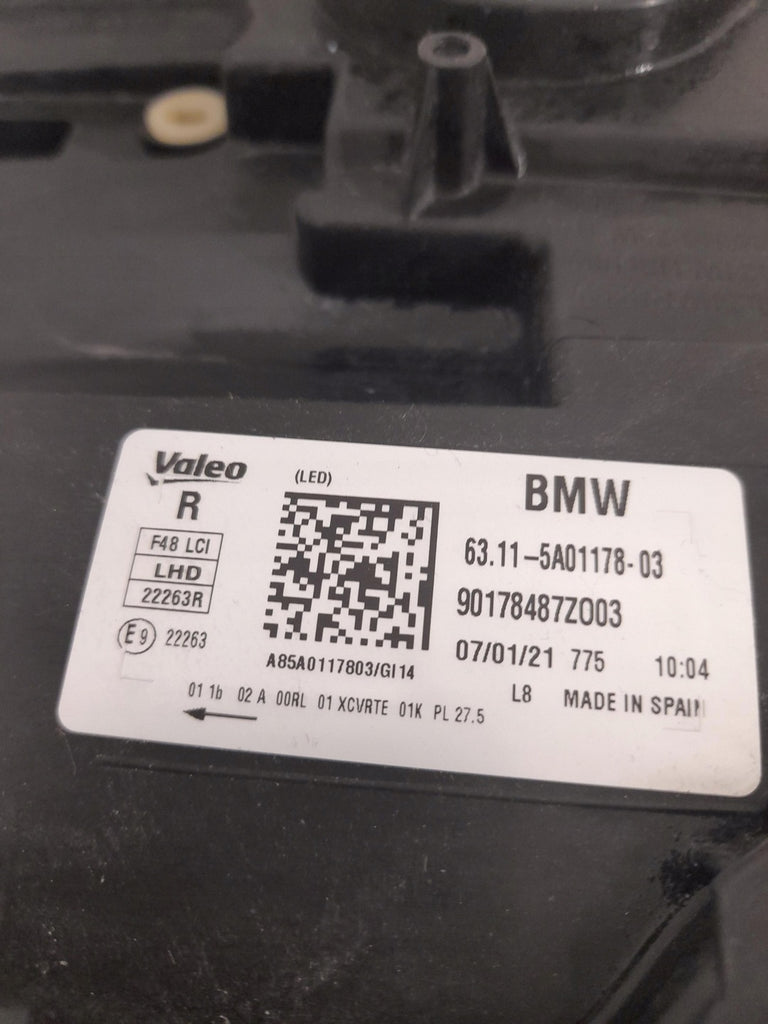 Valeo
R
F48 LCI
LHD
22263R
E9 22263
(LED)
A85A0117803/GI14
BMW
63.11-5A01178-03
90178487Z003
07/01/21 775 10:04
L8 MADE IN SPAIN
01 1b 02 A 00RL 01 XCVRTE 01K PL 27.5